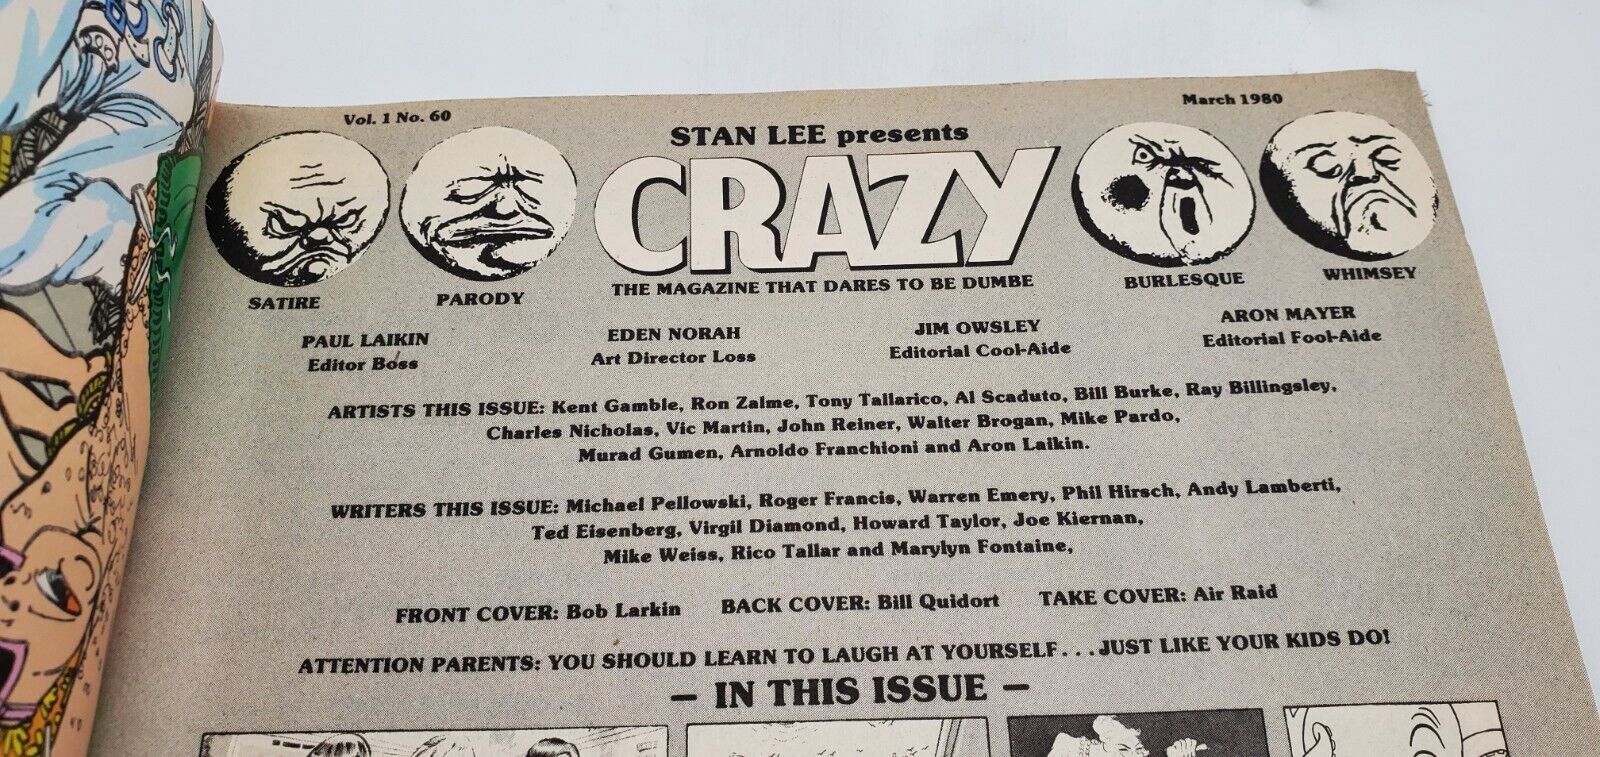 Vol. 1 No. 60
March 1980
STAN LEE presents
CRAZY
THE MAGAZINE THAT DARES TO BE DUMBE
SATIRE
PARODY
BURLESQUE
WHIMSEY
PAUL LAIKIN
Editor Boss
EDEN NORAH
Art Director Loss
JIM OWSLEY
Editorial Cool-Aide
ARON MAYER
Editorial Fool-Aide
ARTISTS THIS ISSUE: Kent Gamble, Ron Zalme, Tony Tallarico, Al Scaduto, Bill Burke, Ray Billingsley,
Charles Nicholas, Vic Martin, John Reiner, Walter Brogan, Mike Pardo,
Murad Gumen, Arnoldo Franchioni and Aron Laikin.
WRITERS THIS ISSUE: Michael Pellowski, Roger Francis, Warren Emery, Phil Hirsch, Andy Lamberti,
Ted Eisenberg, Virgil Diamond, Howard Taylor, Joe Kiernan,
Mike Weiss, Rico Tallar and Marylyn Fontaine,
FRONT COVER: Bob Larkin BACK COVER: Bill Quidort TAKE COVER: Air Raid
ATTENTION PARENTS: YOU SHOULD LEARN TO LAUGH AT YOURSELF...JUST LIKE YOUR KIDS DO!
— IN THIS ISSUE —